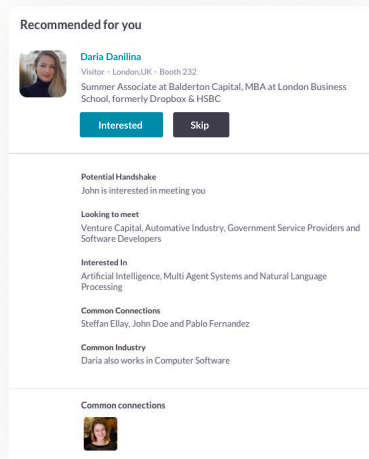 Recommended for you
Daria Danilina
Visitor - London,UK - Booth 232
Summer Associate at Balderton Capital, MBA at London Business
School, formerly Dropbox & HSBC
Interested
Skip
Potential Handshake
John is interested in meeting you
Looking to meet
Venture Capital, Automative Industry, Government Service Providers and
Software Developers
Interested In
Artificial Intelligence, Multi Agent Systems and Natural Language
Processing
Common Connections
Steffan Ellay, John Doe and Pablo Fernandez
Common Industry
Daria also works in Computer Software
Common connections